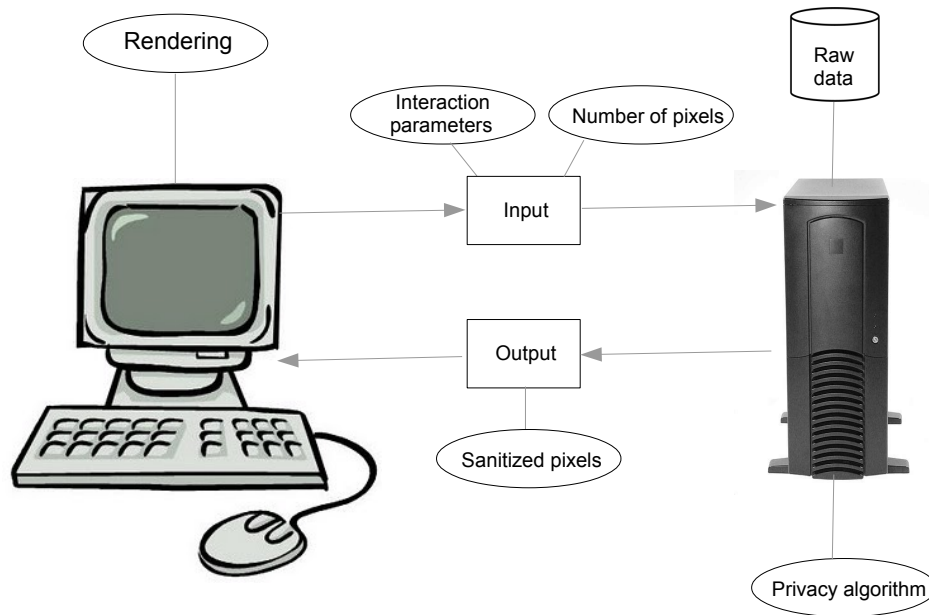 Rendering
Raw
data
Interaction
parameters
Number of pixels
Input
Output
Sanitized pixels
Privacy algorithm